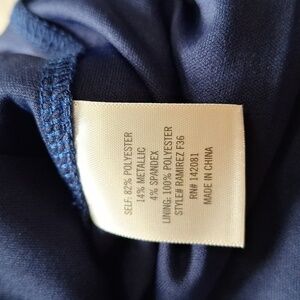 SELF: 82% POLYESTER
14% METALLIC
4% SPANDEX
LINING: 100% POLYESTER
STYLE# RAMIREZ F36
RN# 142081
MADE IN CHINA